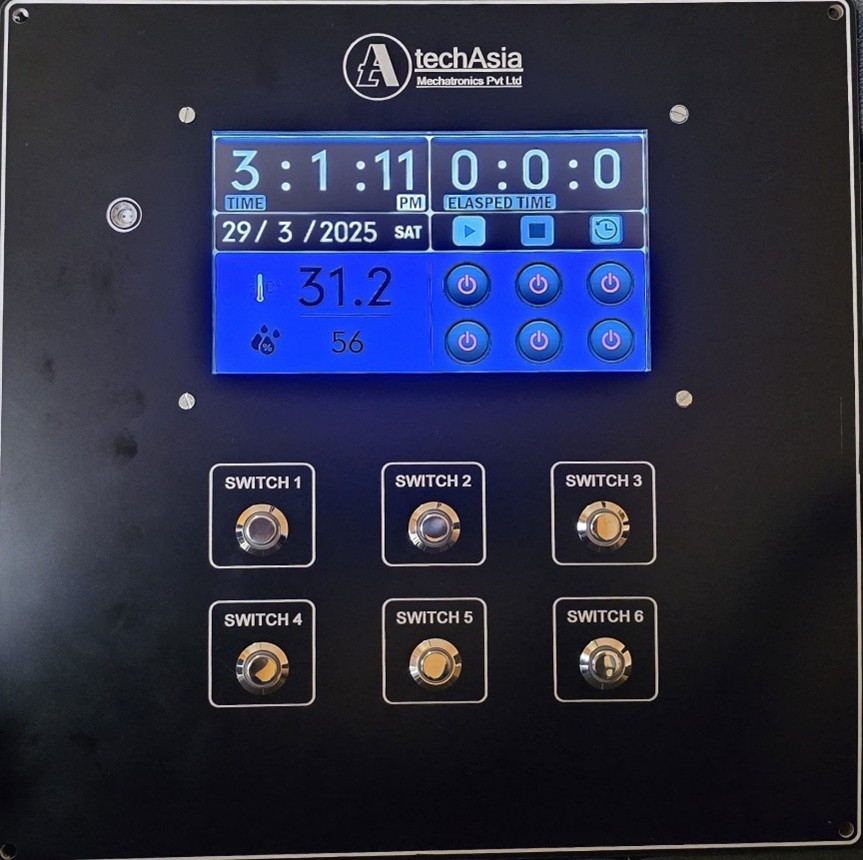 A techAsia
Mechatronics Pvt Ltd
3 : 1 : 11
TIME PM
0 : 0 : 0
ELASPED TIME
29/ 3 /2025 SAT
31.2
%
56
SWITCH 1
SWITCH 2
SWITCH 3
SWITCH 4
SWITCH 5
SWITCH 6